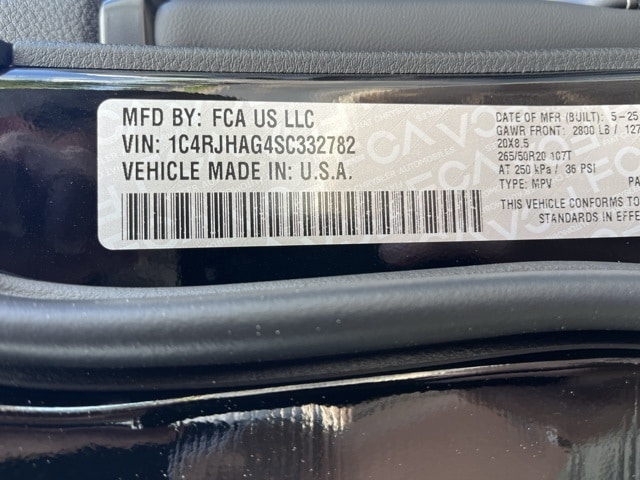 MFD BY: FCA US LLC
VIN: 1C4RJHAG4SC332782
VEHICLE MADE IN: U.S.A.
DATE OF MFR (BUILT): 5-25
GAWR FRONT: 2800 LB / 127
20X8.5
265/50R20 107T
AT 250 kPa / 36 PSI
TYPE: MPV PA
THIS VEHICLE CONFORMS TO
STANDARDS IN EFFE